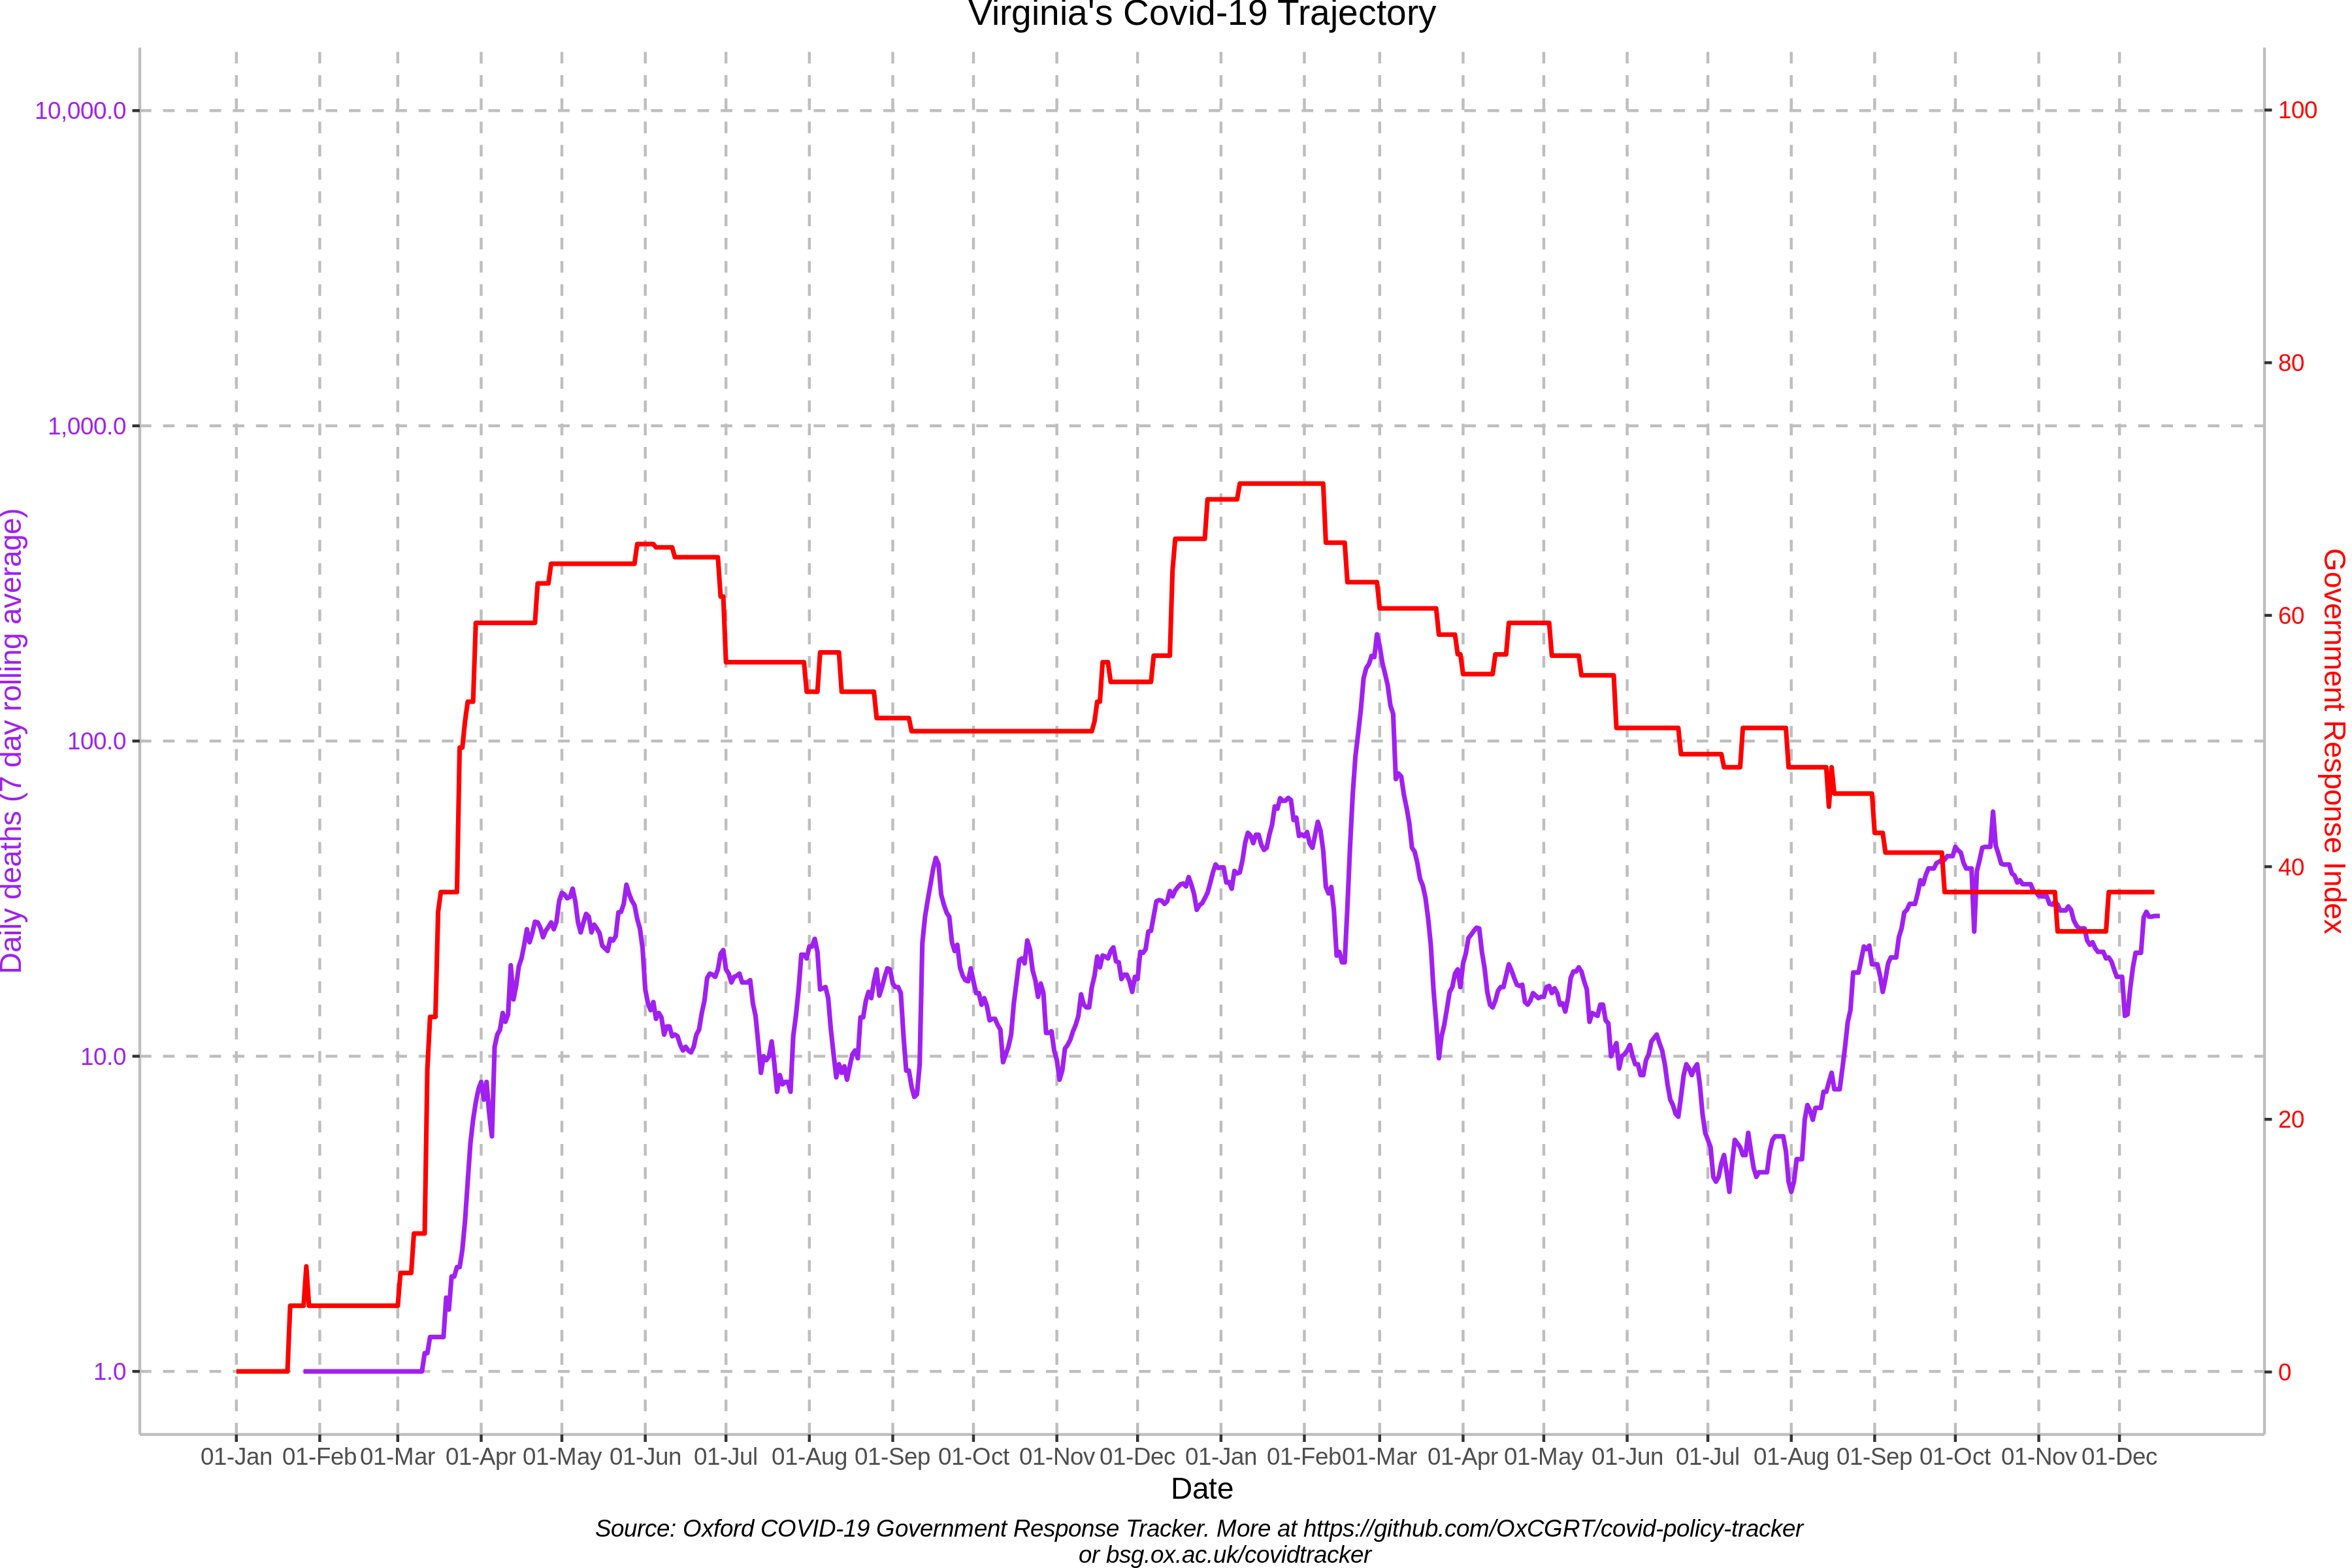 Virginia's Covid-19 Trajectory
10,000.0
1,000.0
100.0
10.0
1.0
Daily deaths (7 day rolling average)
100
80
60
40
20
0
Government Response Index
01-Jan 01-Feb 01-Mar 01-Apr 01-May 01-Jun 01-Jul 01-Aug 01-Sep 01-Oct 01-Nov 01-Dec 01-Jan 01-Feb 01-Mar 01-Apr 01-May 01-Jun 01-Jul 01-Aug 01-Sep 01-Oct 01-Nov 01-Dec
Date
Source: Oxford COVID-19 Government Response Tracker. More at https://github.com/OxCGRT/covid-policy-tracker
or bsg.ox.ac.uk/covidtracker